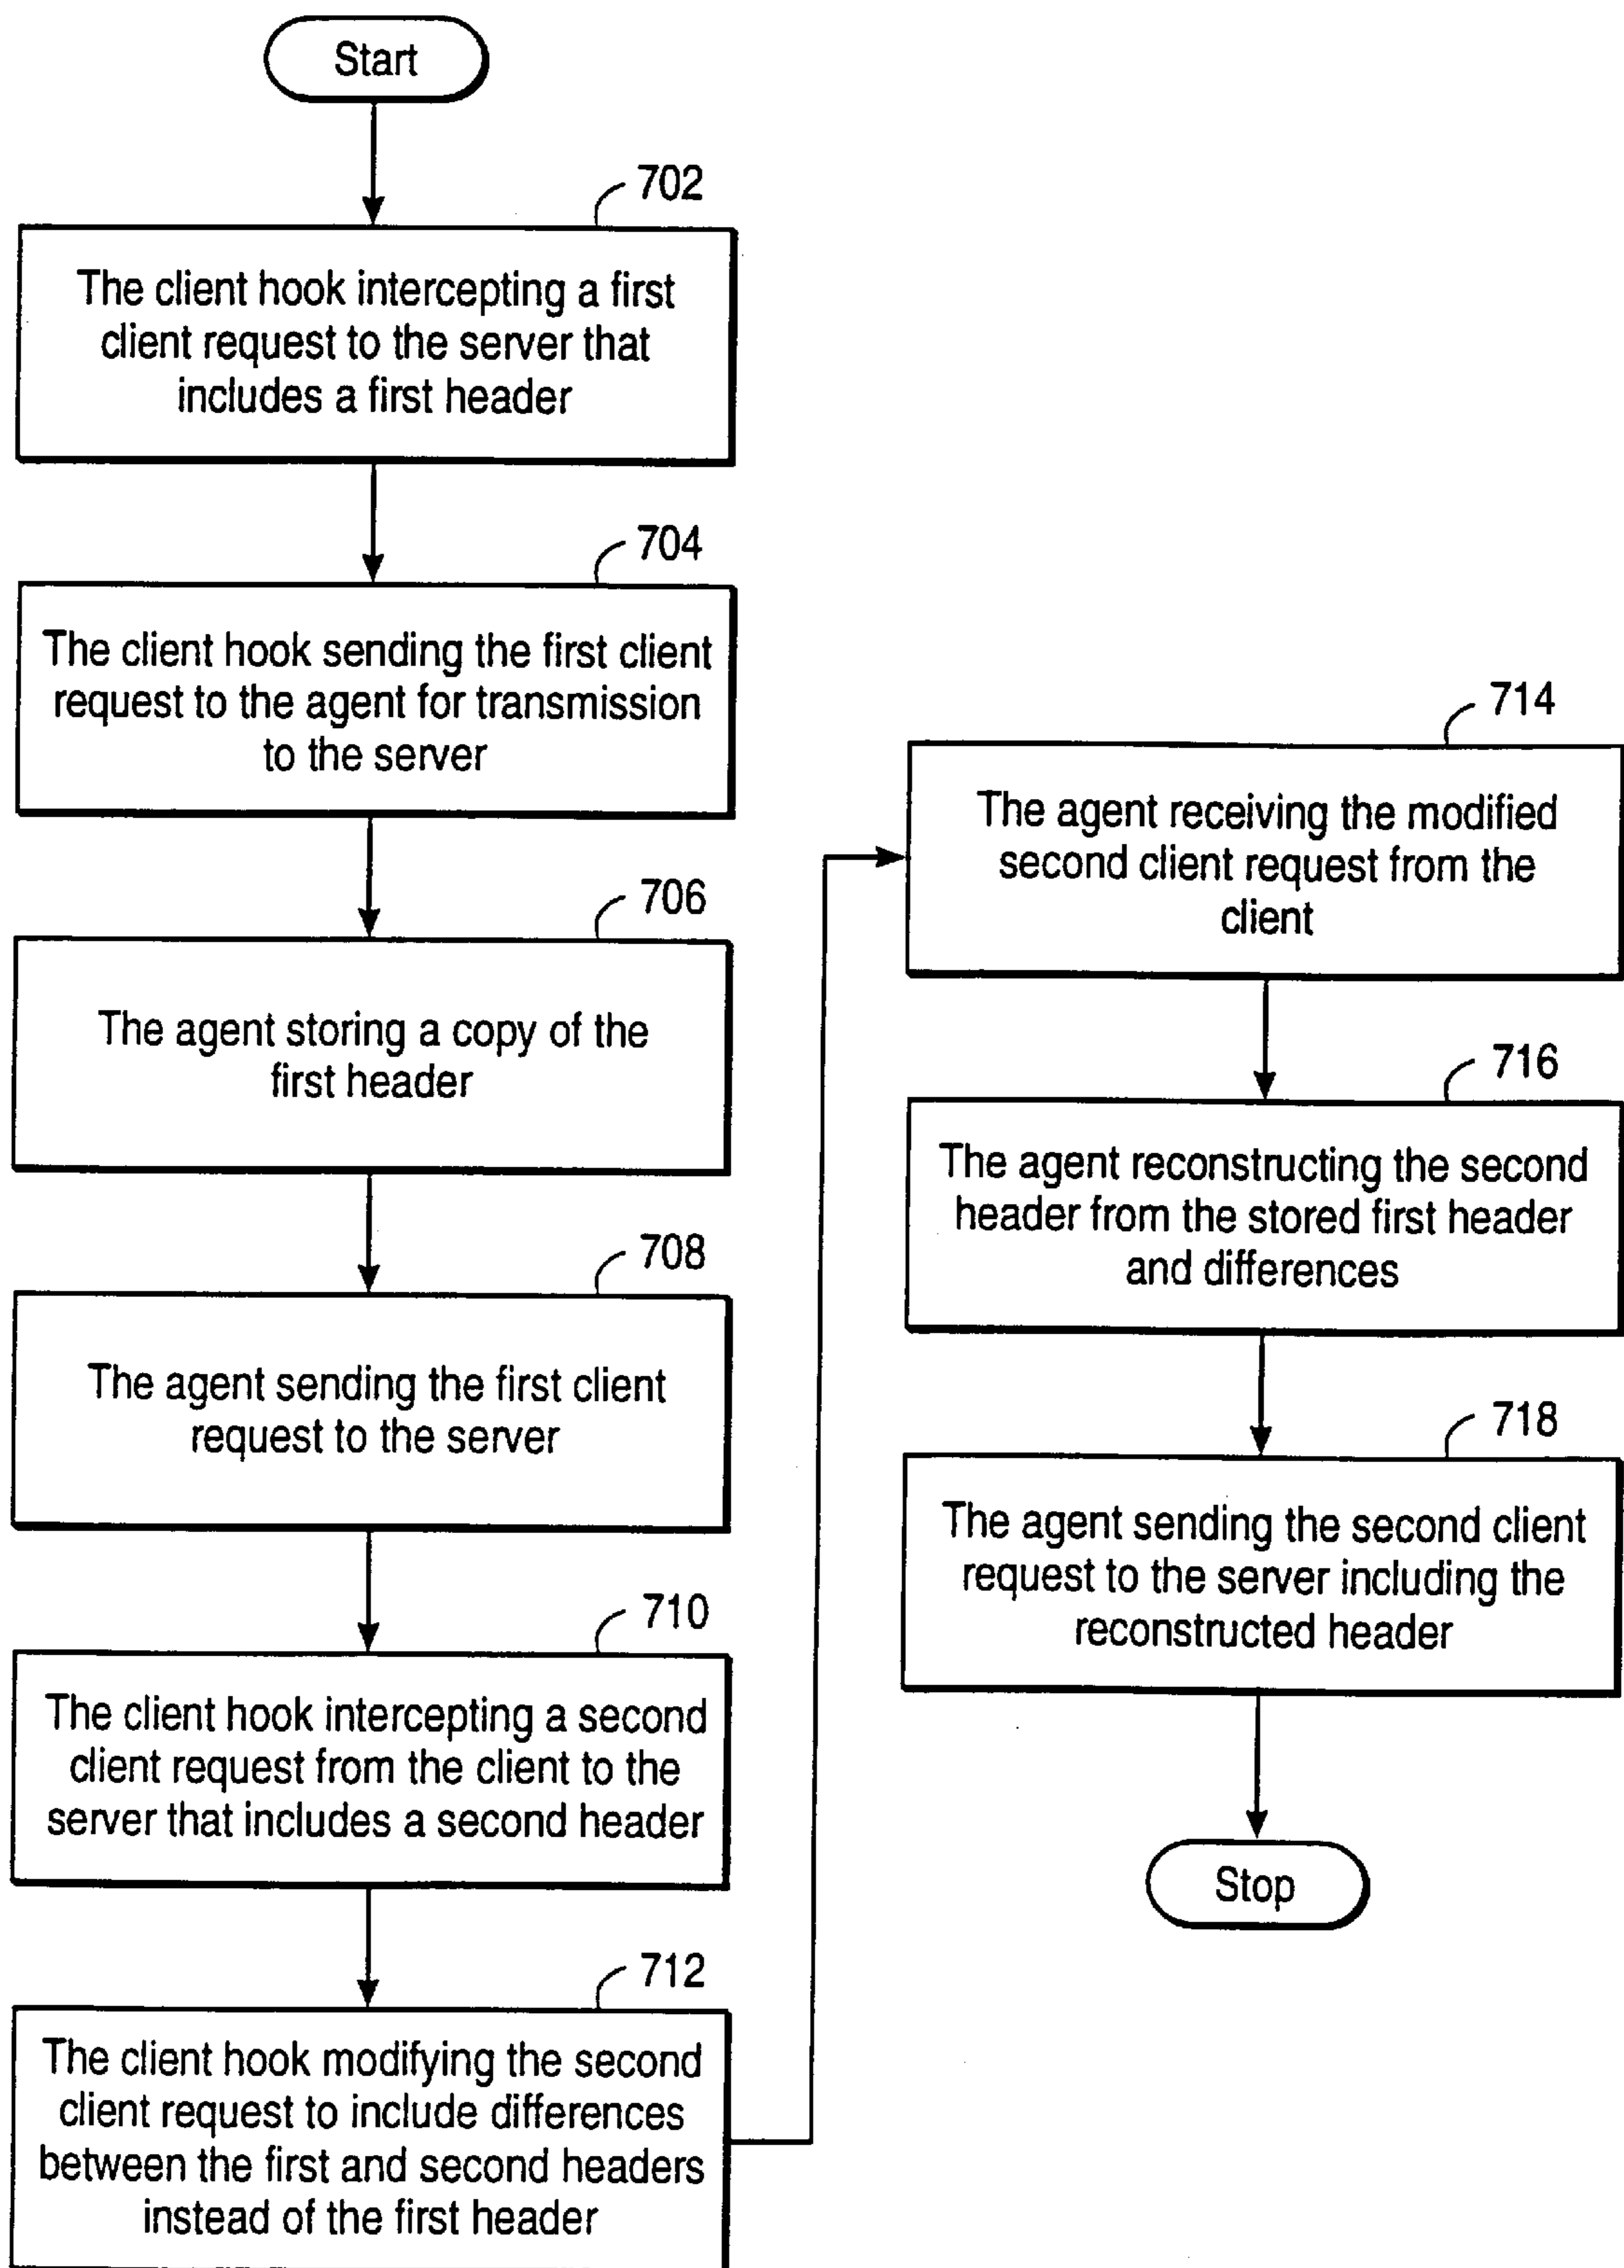 Start
702
The client hook intercepting a first
client request to the server that
includes a first header
704
The client hook sending the first client
request to the agent for transmission
to the server
706
The agent storing a copy of the
first header
708
The agent sending the first client
request to the server
710
The client hook intercepting a second
client request from the client to the
server that includes a second header
712
The client hook modifying the second
client request to include differences
between the first and second headers
instead of the first header
714
The agent receiving the modified
second client request from the
client
716
The agent reconstructing the second
header from the stored first header
and differences
718
The agent sending the second client
request to the server including the
reconstructed header
Stop